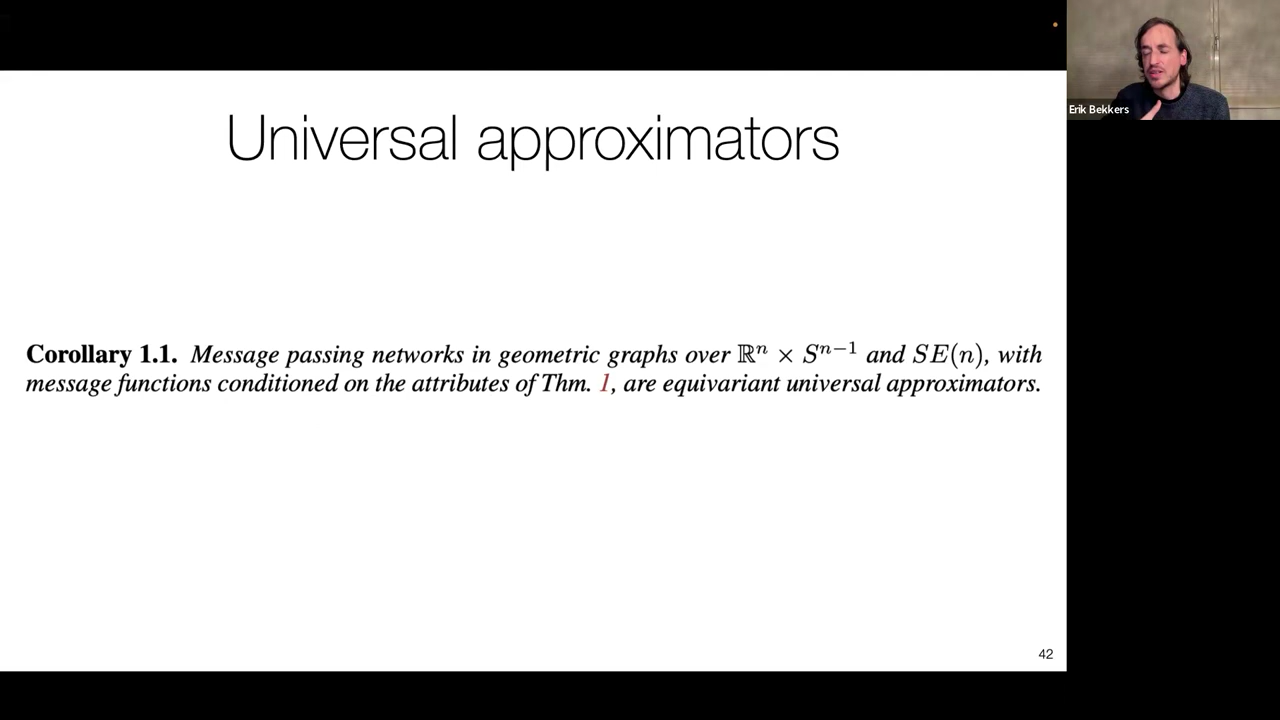 Universal approximators
Erik Bekkers
Corollary 1.1. Message passing networks in geometric graphs over ℝⁿ × Sⁿ⁻¹ and SE(n), with
message functions conditioned on the attributes of Thm. 1, are equivariant universal approximators.
42